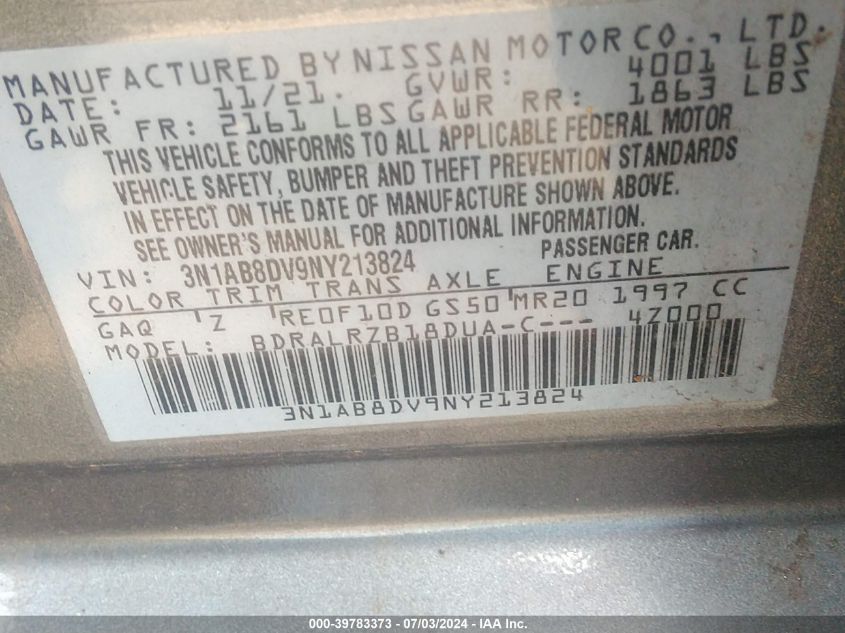 MANUFACTURED BY NISSAN MOTOR CO., LTD.
DATE: 11/21. GVWR: 4001 LBS
GAWR FR: 2161 LBS GAWR RR: 1863 LBS
THIS VEHICLE CONFORMS TO ALL APPLICABLE FEDERAL MOTOR
VEHICLE SAFETY, BUMPER AND THEFT PREVENTION STANDARDS
IN EFFECT ON THE DATE OF MANUFACTURE SHOWN ABOVE.
SEE OWNER'S MANUAL FOR ADDITIONAL INFORMATION.
VIN: 3N1AB8DV9NY213824 PASSENGER CAR.
COLOR TRIM TRANS AXLE ENGINE
GAQ Z RE0F10D GS50 MR20 1997 CC
MODEL: BDRALRZB18DUA-C--- 4Z000
3N1AB8DV9NY213824
000-39783373 - 07/03/2024 - IAA Inc.